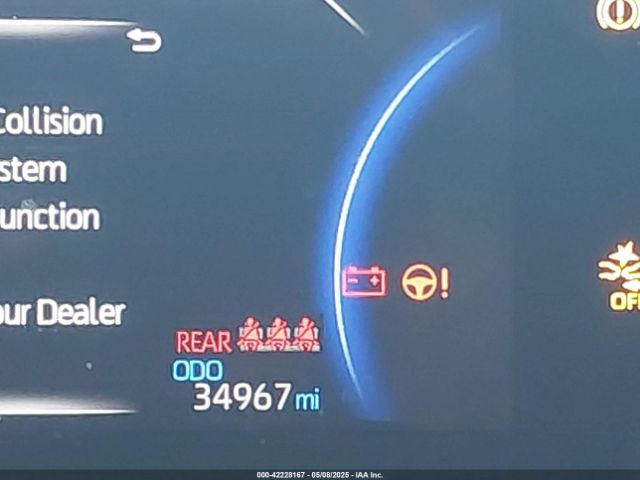 Collision
stem
unction
our Dealer
REAR
ODO
34967 mi
OFF
000-42228167 - 05/08/2025 - IAA Inc.